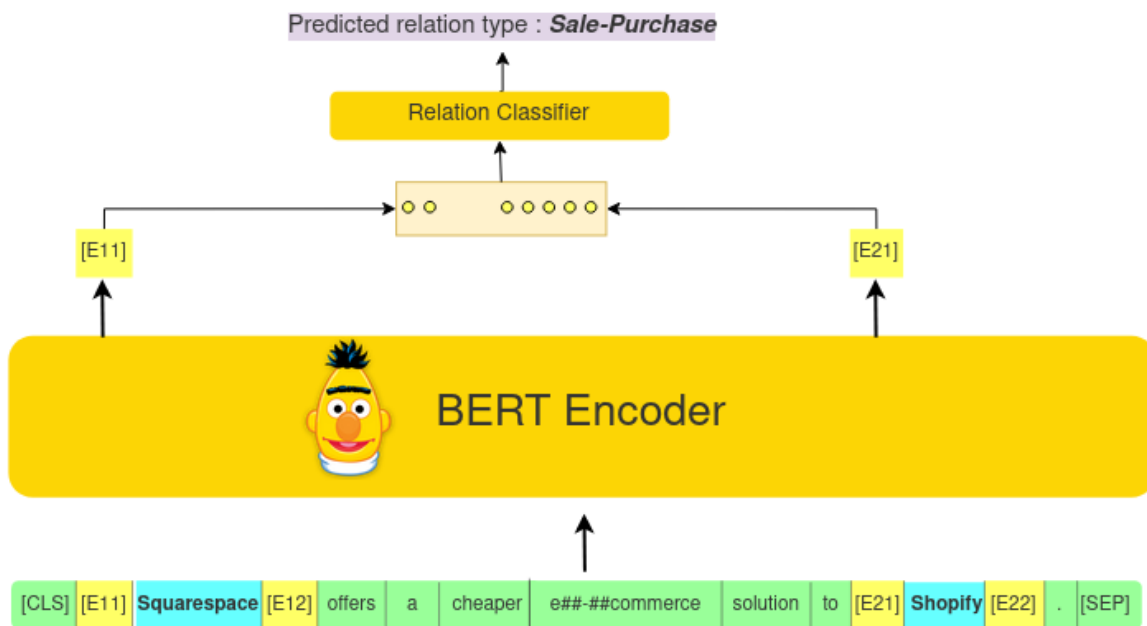 Predicted relation type : Sale-Purchase
Relation Classifier
[E11] [E21]
BERT Encoder
[CLS] [E11] Squarespace [E12] offers a cheaper e##-##commerce solution to [E21] Shopify [E22] . [SEP]